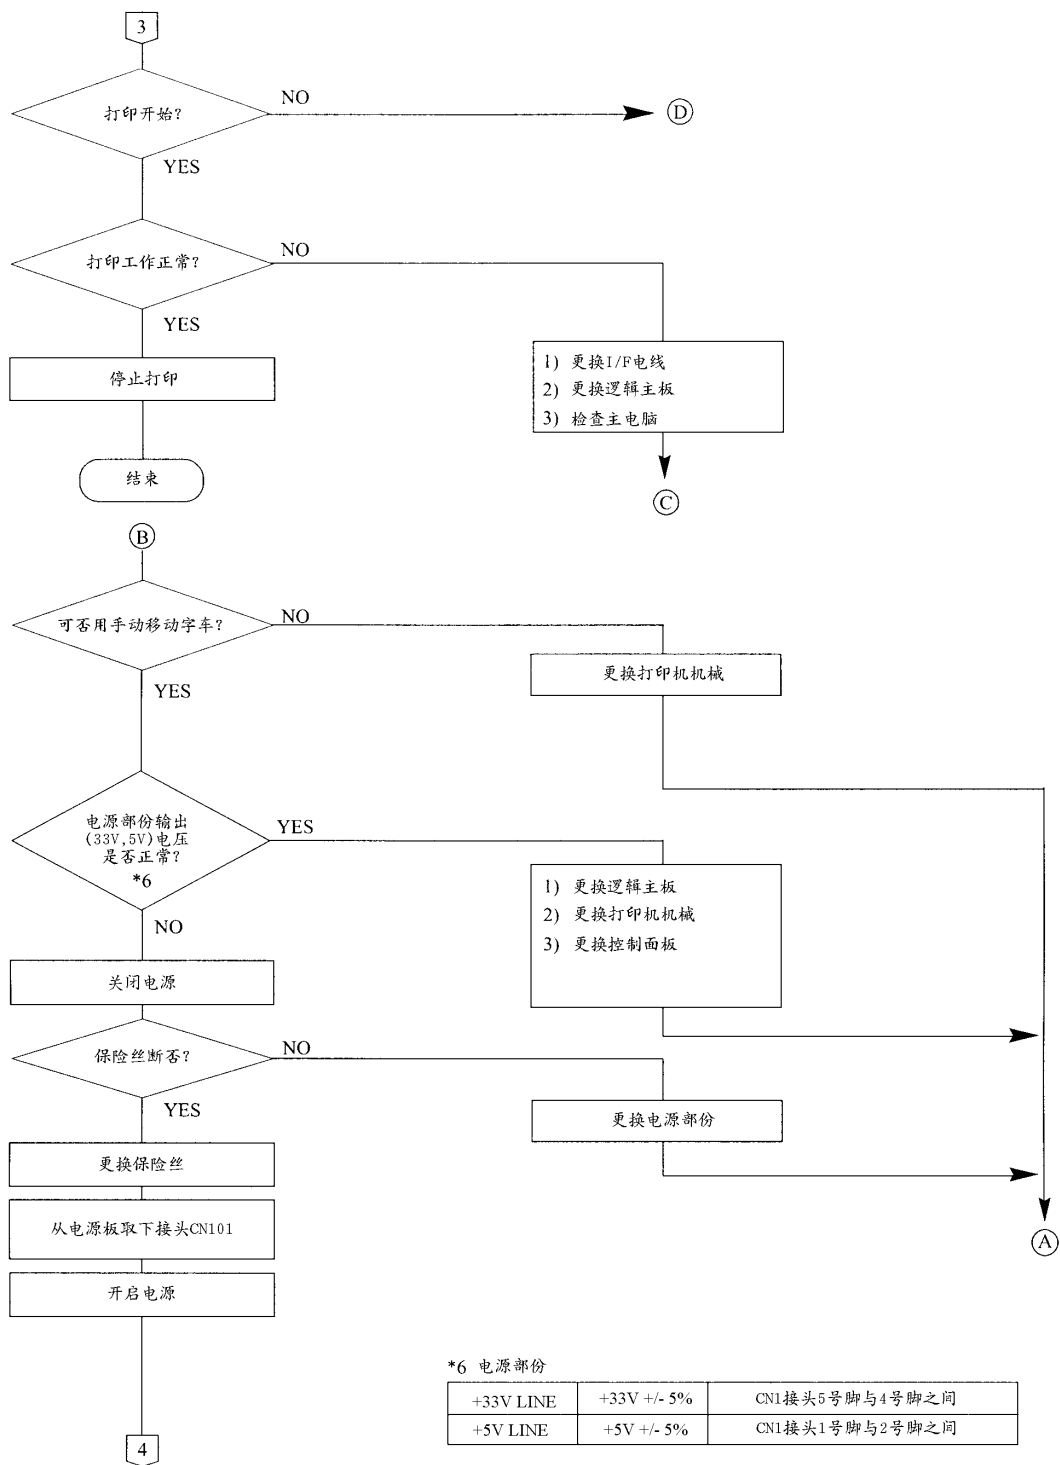 3
打印开始?
NO
D
YES
打印工作正常?
NO
YES
停止打印
1) 更换I/F电线
2) 更换逻辑主板
3) 检查主电脑
结束
C
B
可否用手动移动字车?
NO
更换打印机机械
YES
电源部份输出
(33V,5V)电压
是否正常?
*6
YES
1) 更换逻辑主板
2) 更换打印机机械
3) 更换控制面板
NO
关闭电源
保险丝断否?
NO
更换电源部份
YES
更换保险丝
从电源板取下接头CN101
A
开启电源
*6 电源部份
+33V LINE +33V +/- 5% CN1接头5号脚与4号脚之间
+5V LINE +5V +/- 5% CN1接头1号脚与2号脚之间
4